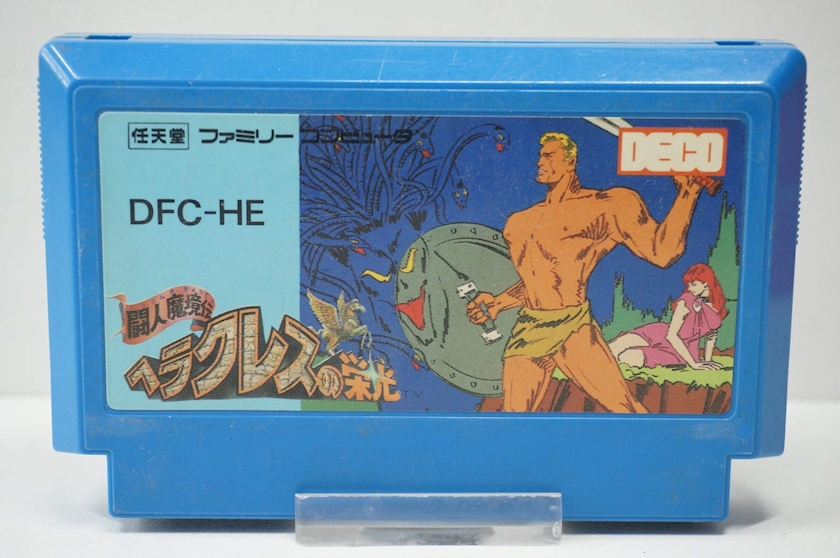 任天堂 ファミリーコンピュータ
DECO
DFC-HE
闘人魔境伝
ヘラクレスの栄光
TM